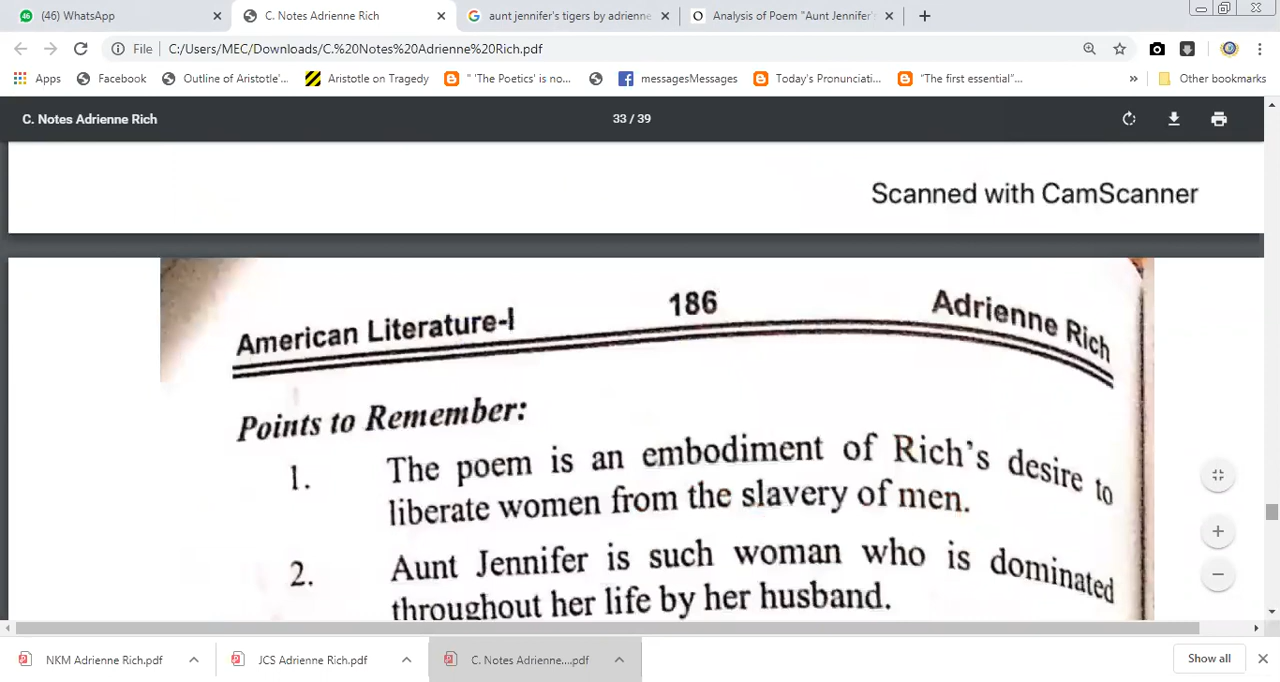 (46) WhatsApp
C. Notes Adrienne Rich
aunt jennifer's tigers by adrienne
Analysis of Poem "Aunt Jennifer'
File
C:/Users/MEC/Downloads/C.%20Notes%20Adrienne%20Rich.pdf
Apps
Facebook
Outline of Aristotle'...
Aristotle on Tragedy
" 'The Poetics' is no...
messagesMessages
Today's Pronunciati...
"The first essential"...
»
Other bookmarks
C. Notes Adrienne Rich
33 / 39
Scanned with CamScanner
American Literature-I
186
Adrienne Rich
Points to Remember:
1. The poem is an embodiment of Rich's desire to
liberate women from the slavery of men.
2. Aunt Jennifer is such woman who is dominated
throughout her life by her husband.
NKM Adrienne Rich.pdf
JCS Adrienne Rich.pdf
C. Notes Adrienne....pdf
Show all